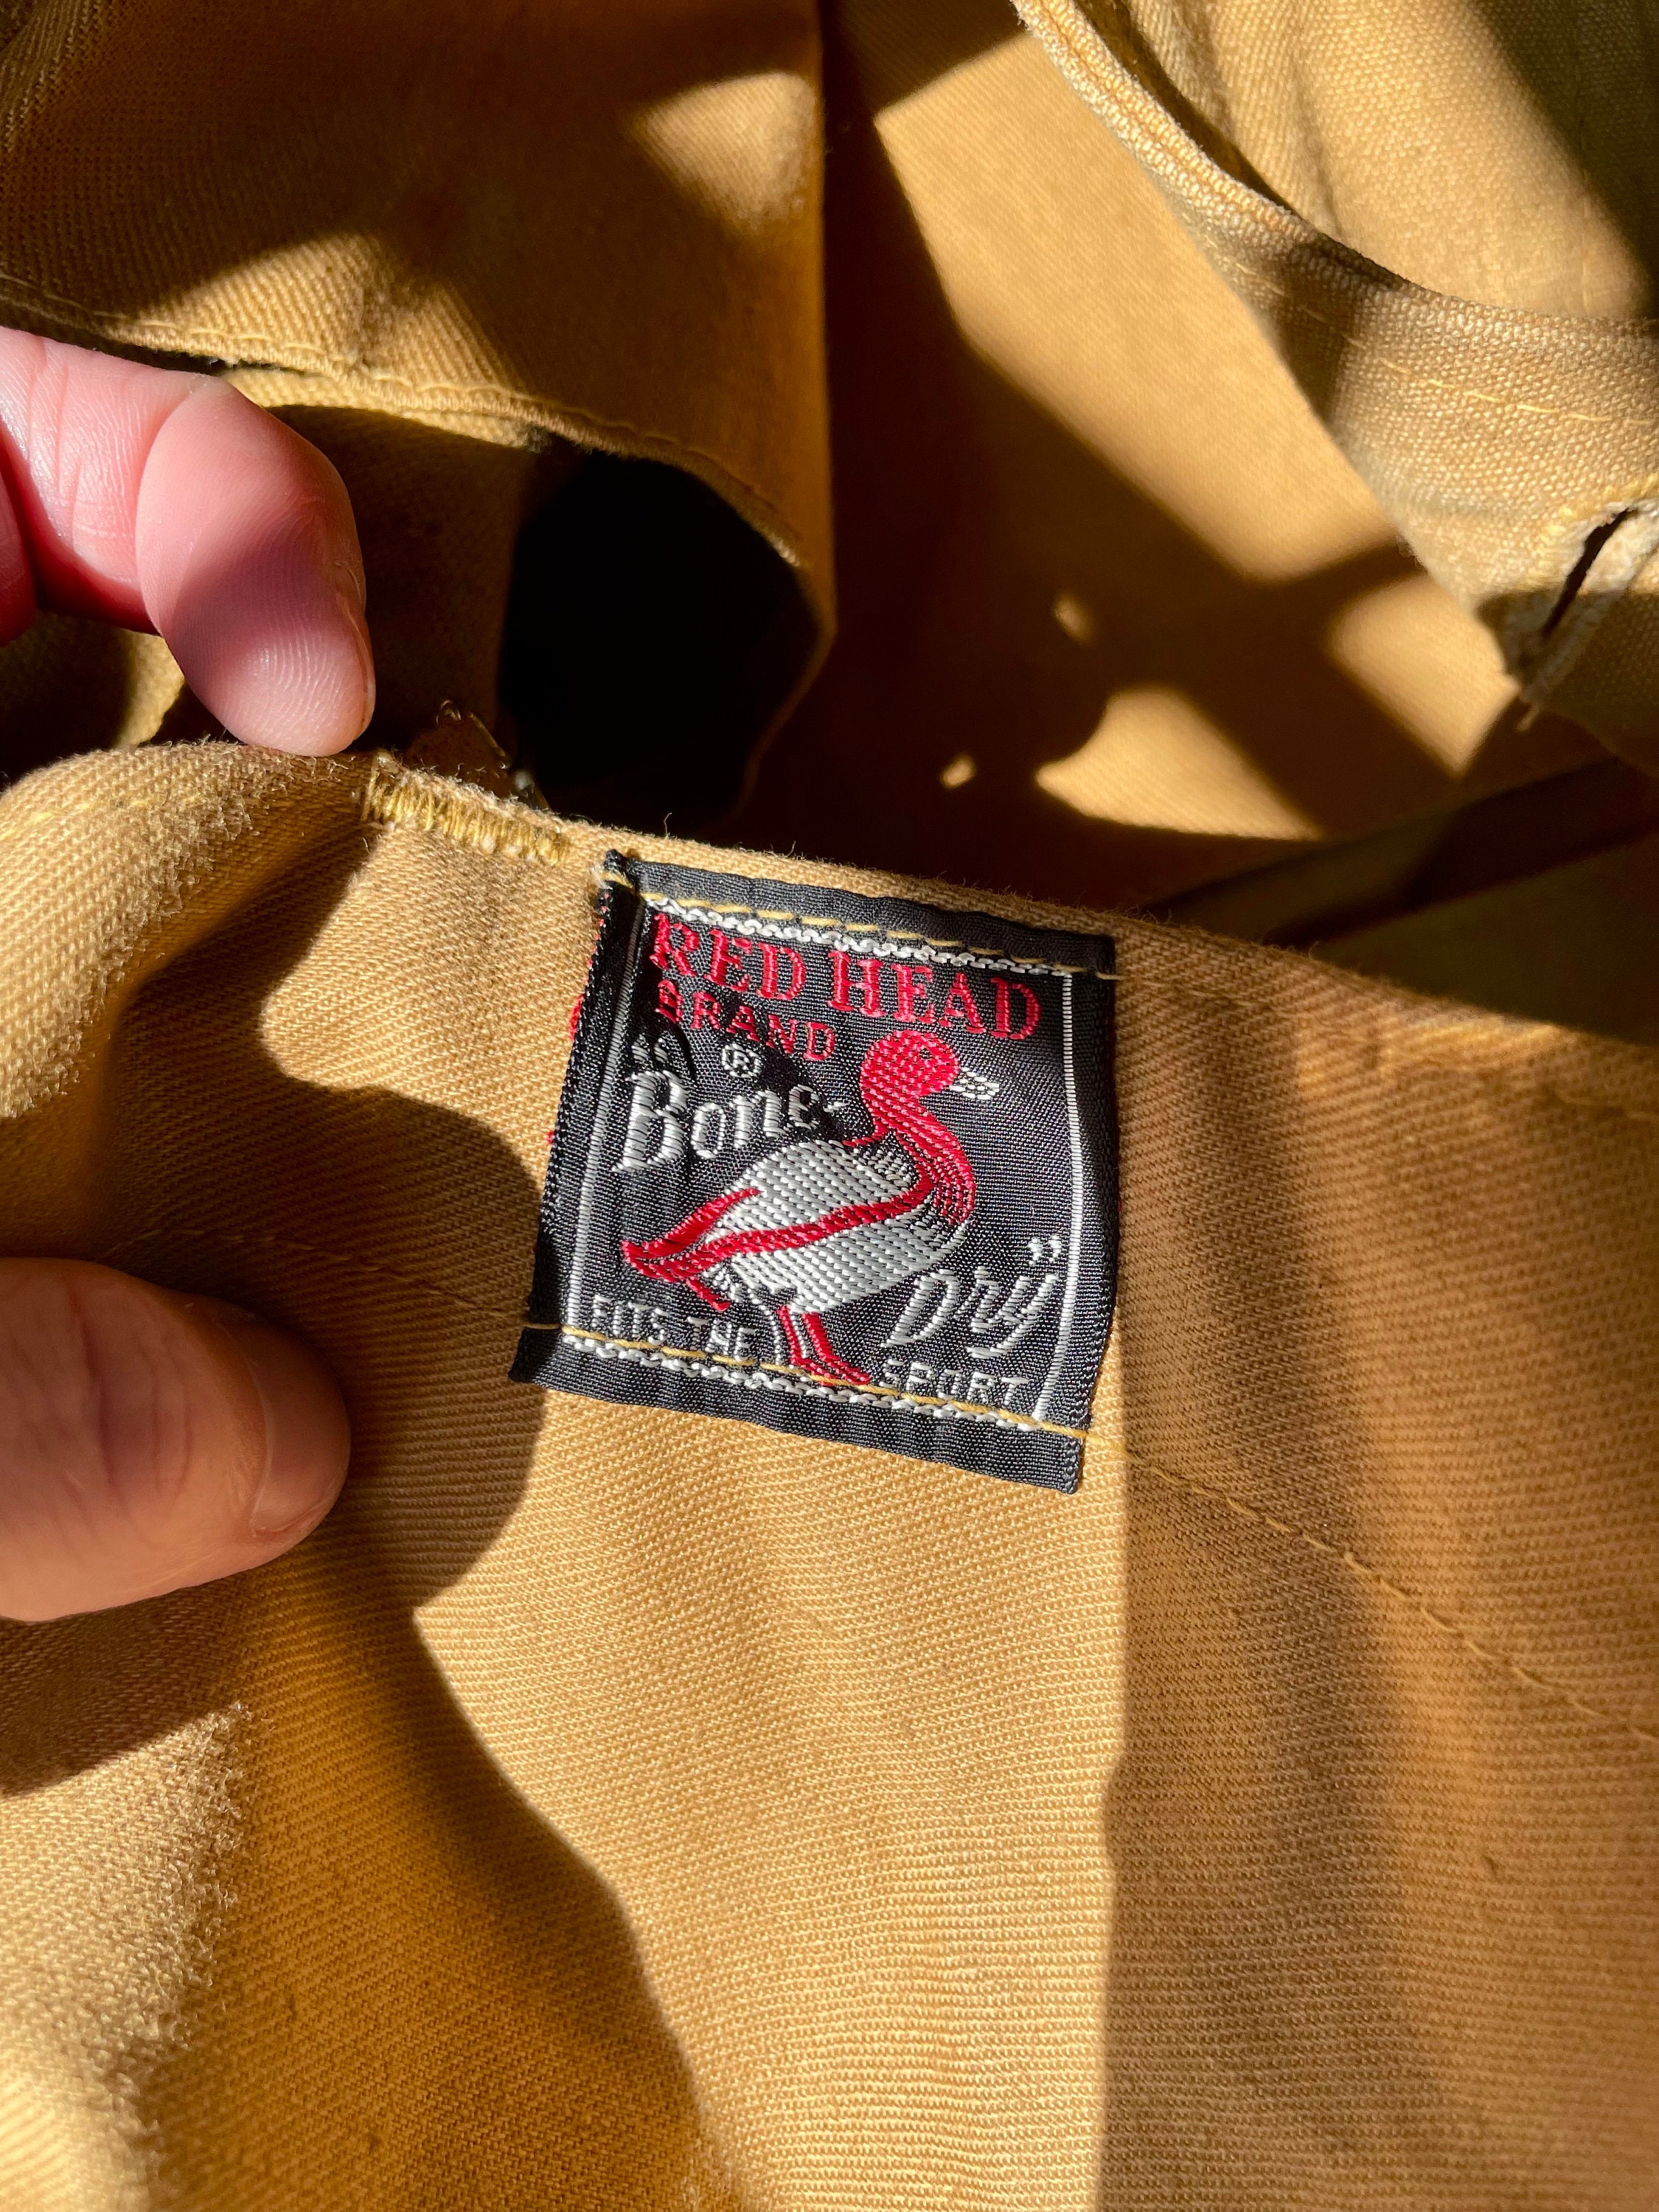 RED HEAD
BRAND
®
"Bone-
Dry"
FITS THE SPORT